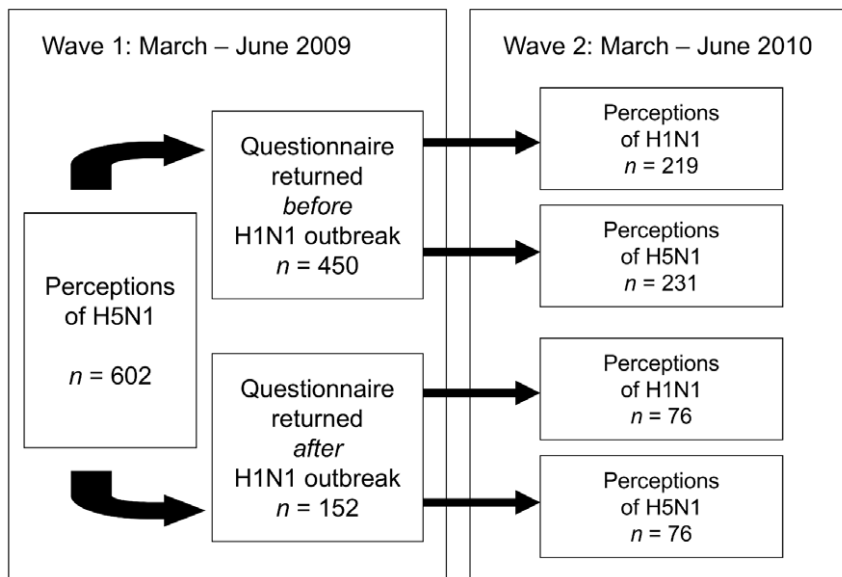 Wave 1: March – June 2009
Perceptions
of H5N1
n = 602
Questionnaire
returned
before
H1N1 outbreak
n = 450
Questionnaire
returned
after
H1N1 outbreak
n = 152
Wave 2: March – June 2010
Perceptions
of H1N1
n = 219
Perceptions
of H5N1
n = 231
Perceptions
of H1N1
n = 76
Perceptions
of H5N1
n = 76